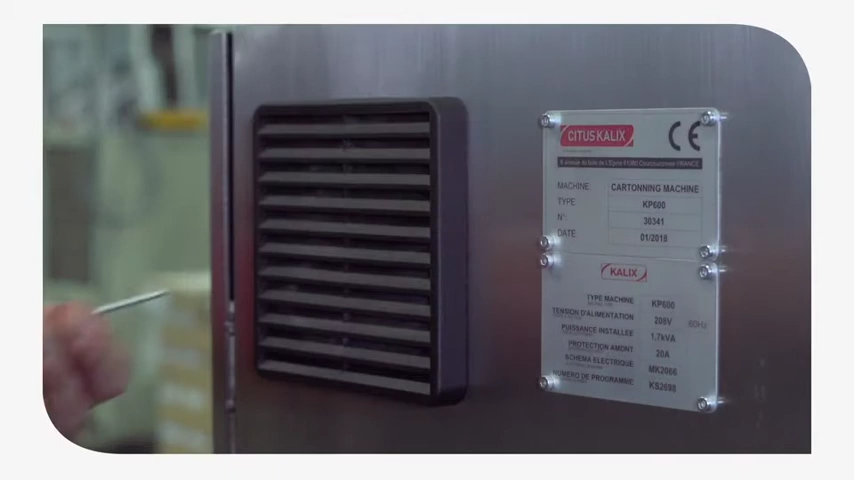 CITUS KALIX
CE
MACHINE: CARTONNING MACHINE
TYPE KP600
N°: 30341
DATE 01/2018
KALIX
TYPE MACHINE KP600
TENSION D'ALIMENTATION 208V 60Hz
PUISSANCE INSTALLEE 1,7kVA
PROTECTION AMONT 20A
SCHEMA ELECTRIQUE MK2066
NUMERO DE PROGRAMME